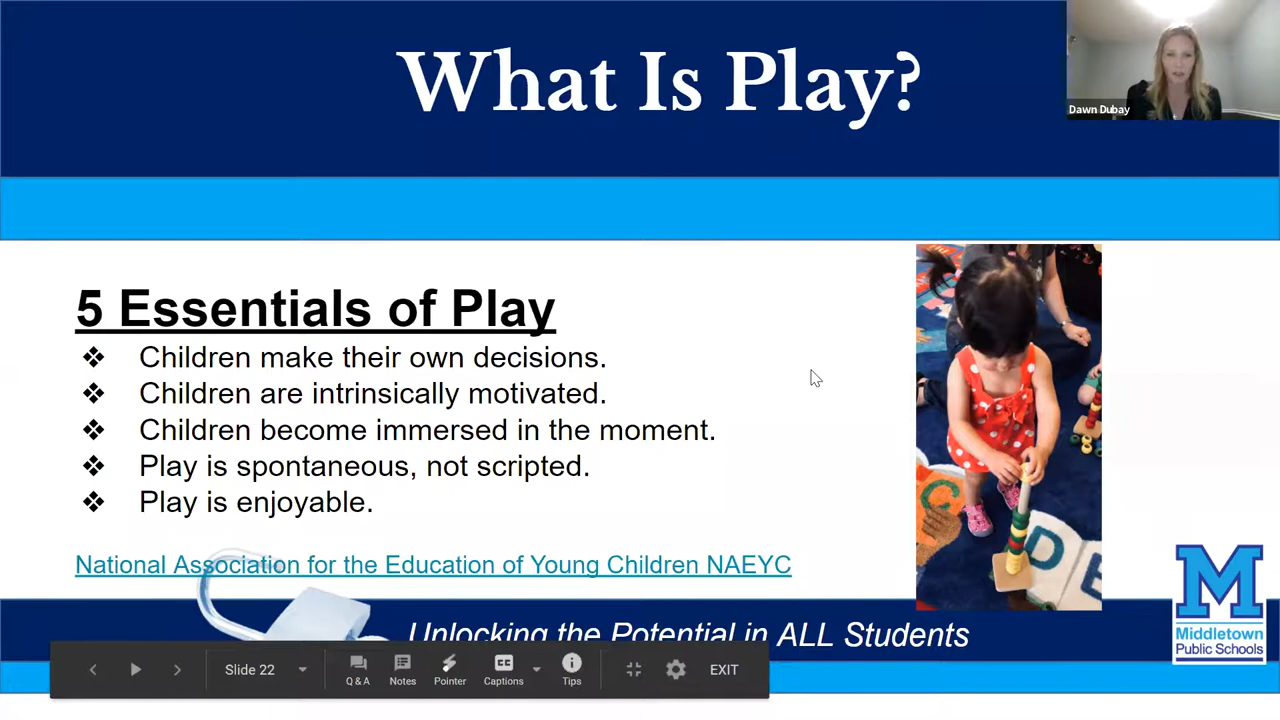 What Is Play?
Dawn Dubay
5 Essentials of Play
❖ Children make their own decisions.
❖ Children are intrinsically motivated.
❖ Children become immersed in the moment.
❖ Play is spontaneous, not scripted.
❖ Play is enjoyable.
National Association for the Education of Young Children NAEYC
C
D
E
Unlocking the Potential in ALL Students
M
Middletown
Public Schools
Slide 22
Q & A
Notes
Pointer
CC
Captions
Tips
EXIT